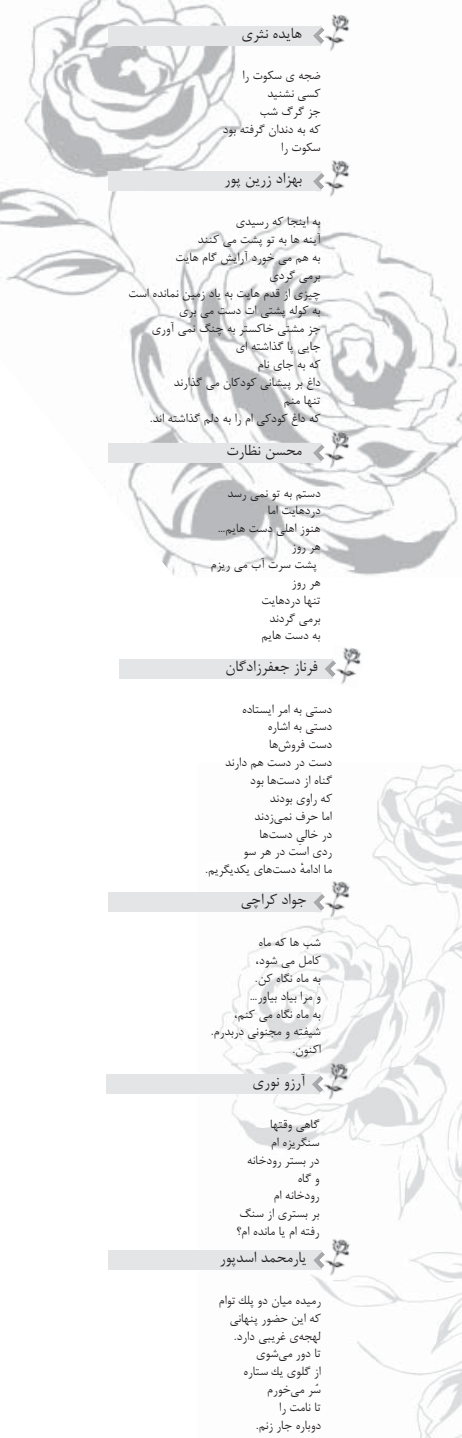 هایده نثری
ضجه ی سکوت را
کسی نشنید
جز گرگ شب
که به دندان گرفته بود
سکوت را
بهزاد زرین پور
به اینجا که رسیدی
آینه ها به تو پشت می کنند
به هم می خورد آرایش گام هایت
برمی گردی
چیزی از قدم هایت به یاد زمین نمانده است
به کوله پشتی ات دست می بری
جز مشتی خاکستر به چنگ نمی آوری
جایی پا گذاشته ای
که به جای نام
داغ بر پیشانی کودکان می گذارند
تنها منم
که داغ کودکی ام را به دلم گذاشته اند.
محسن نظارت
دستم به تو نمی رسد
دردهایت اما
هنوز اهلی دست هایم...
هر روز
پشت سرت آب می ریزم
هر روز
تنها دردهایت
برمی گردند
به دست هایم
فرناز جعفرزادگان
دستی به امر ایستاده
دستی به اشاره
دست فروش‌ها
دست در دست هم دارند
گناه از دست‌ها بود
که راوی بودند
اما حرف نمی‌زدند
در خالیِ دست‌ها
ردی است در هر سو
ما ادامهٔ دست‌های یکدیگریم.
جواد کراچی
شب ها که ماه
کامل می شود،
به ماه نگاه کن.
و مرا بیاد بیاور...
به ماه نگاه می کنم،
شیفته و مجنونی دربدرم.
اکنون.
آرزو نوری
گاهی وقتها
سنگریزه ام
در بستر رودخانه
و گاه
رودخانه ام
بر بستری از سنگ
رفته ام یا مانده ام؟
یارمحمد اسدپور
رمیده میان دو پلك توام
که این حضور پنهانی
لهجه‌ی غریبی دارد.
تا دور می‌شوی
از گلوی یك ستاره
سُر می‌خورم
تا نامت را
دوباره جار زنم.